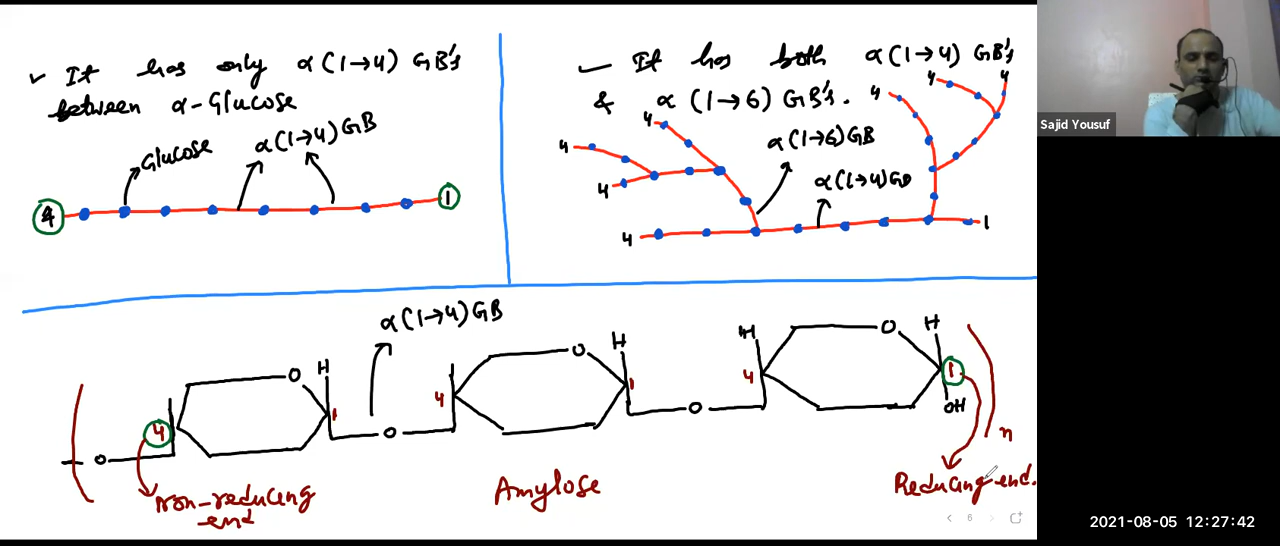 ✓ It has only α(1→4) GB's
between α-Glucose
Glucose
α(1→4)GB
4
1
It has both α(1→4) GB's
& α(1→6) GB's.
4
4
4
4
4
4
α(1→6)GB
α(1→4)GB
4
1
α(1→4)GB
O
H
4
1
O
O
Non-reducing
end
4
O
H
1
O
Amylose
H
4
O
H
1
OH
n
Reducing end.
6
Sajid Yousuf
2021-08-05 12:27:42